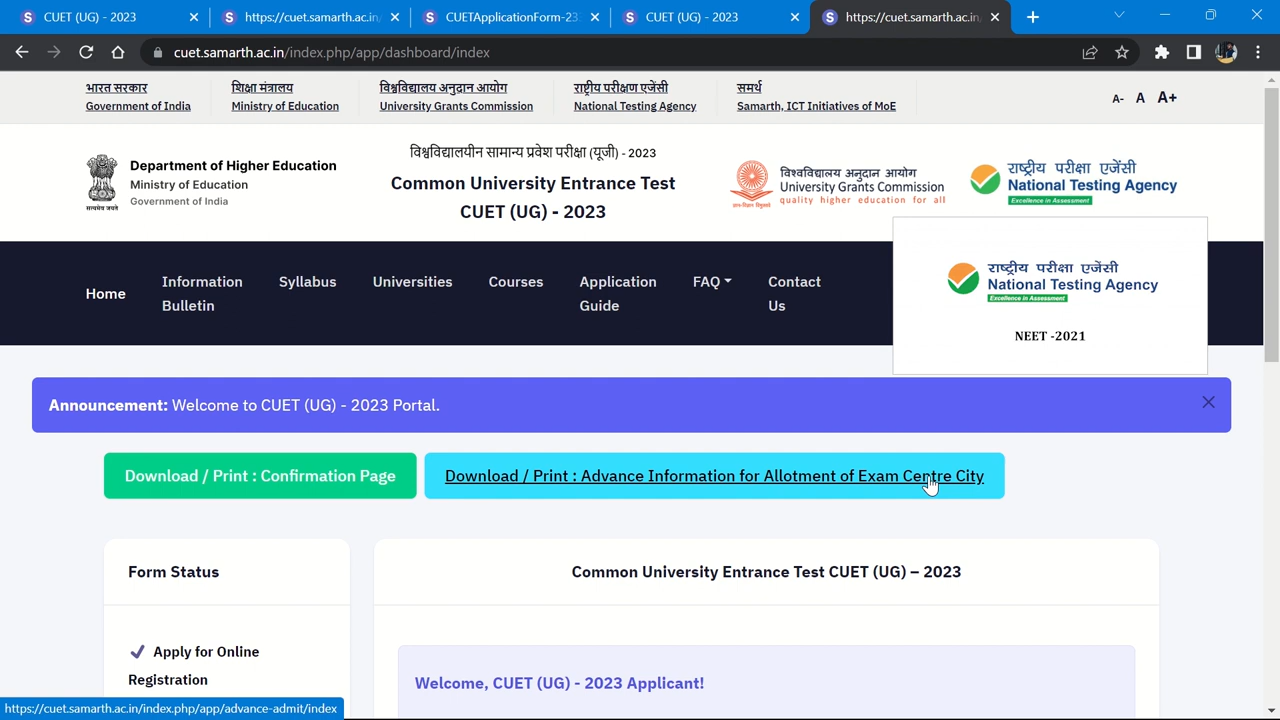 CUET (UG) - 2023
https://cuet.samarth.ac.in/
CUETApplicationForm-23
CUET (UG) - 2023
https://cuet.samarth.ac.in/
cuet.samarth.ac.in/index.php/app/dashboard/index
भारत सरकार
Government of India
शिक्षा मंत्रालय
Ministry of Education
विश्वविद्यालय अनुदान आयोग
University Grants Commission
राष्ट्रीय परीक्षण एजेंसी
National Testing Agency
समर्थ
Samarth, ICT Initiatives of MoE
A- A A+
सत्यमेव जयते
Department of Higher Education
Ministry of Education
Government of India
विश्वविद्यालयीन सामान्य प्रवेश परीक्षा (यूजी) - 2023
Common University Entrance Test
CUET (UG) - 2023
विश्वविद्यालय अनुदान आयोग
University Grants Commission
quality higher education for all
राष्ट्रीय परीक्षा एजेंसी
National Testing Agency
Excellence in Assessment
Home
Information
Bulletin
Syllabus
Universities
Courses
Application
Guide
FAQ
Contact
Us
राष्ट्रीय परीक्षा एजेंसी
National Testing Agency
Excellence in Assessment
NEET -2021
Announcement: Welcome to CUET (UG) - 2023 Portal.
Download / Print : Confirmation Page
Download / Print : Advance Information for Allotment of Exam Centre City
Form Status
Common University Entrance Test CUET (UG) – 2023
Apply for Online
Registration
Welcome, CUET (UG) - 2023 Applicant!
https://cuet.samarth.ac.in/index.php/app/advance-admit/index